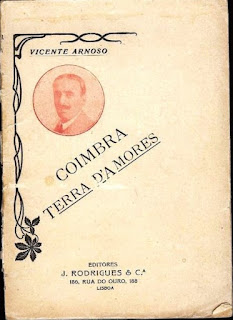 VICENTE ARNOSO
COIMBRA
TERRA D'AMORES
EDITORES
J. RODRIGUES & C.ª
186, RUA DO OURO, 188
LISBOA